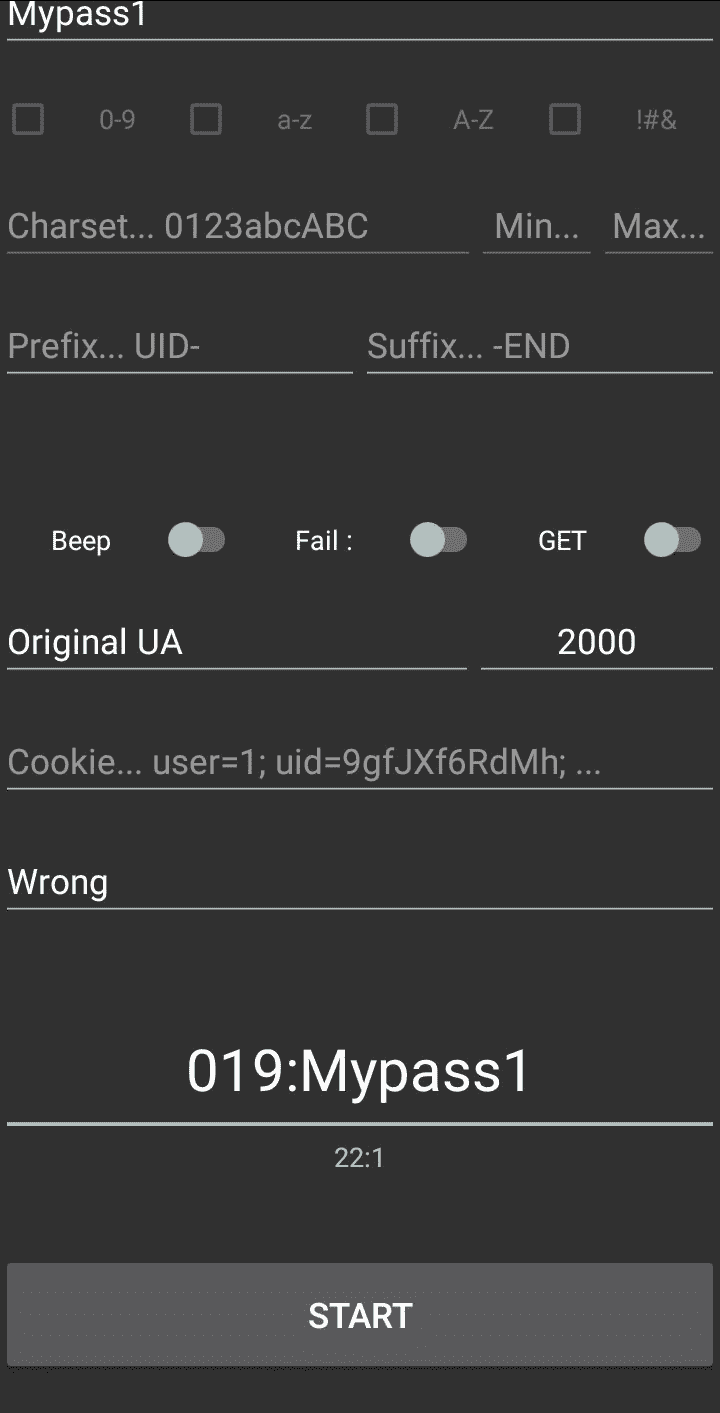 Mypass1
0-9 a-z A-Z !#&
Charset... 0123abcABC Min... Max...
Prefix... UID- Suffix... -END
Beep Fail : GET
Original UA 2000
Cookie... user=1; uid=9gfJXf6RdMh; ...
Wrong
019:Mypass1
22:1
START